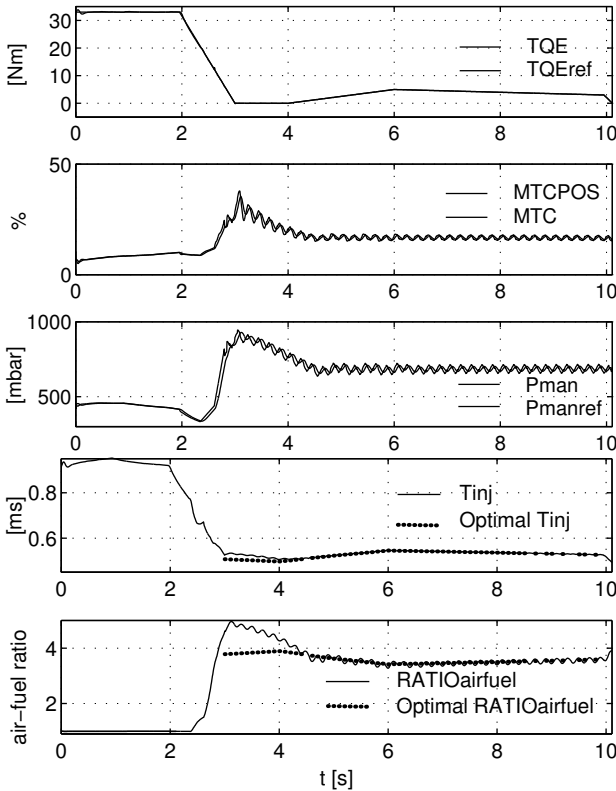 30
20
10
0
[Nm]
TQE
TQEref
0 2 4 6 8 10
50
0
%
MTCPOS
MTC
0 2 4 6 8 10
1000
500
[mbar]
Pman
Pmanref
0 2 4 6 8 10
0.8
0.6
[ms]
Tinj
Optimal Tinj
0 2 4 6 8 10
4
2
air-fuel ratio
RATIOairfuel
Optimal RATIOairfuel
0 2 4 6 8 10
t [s]